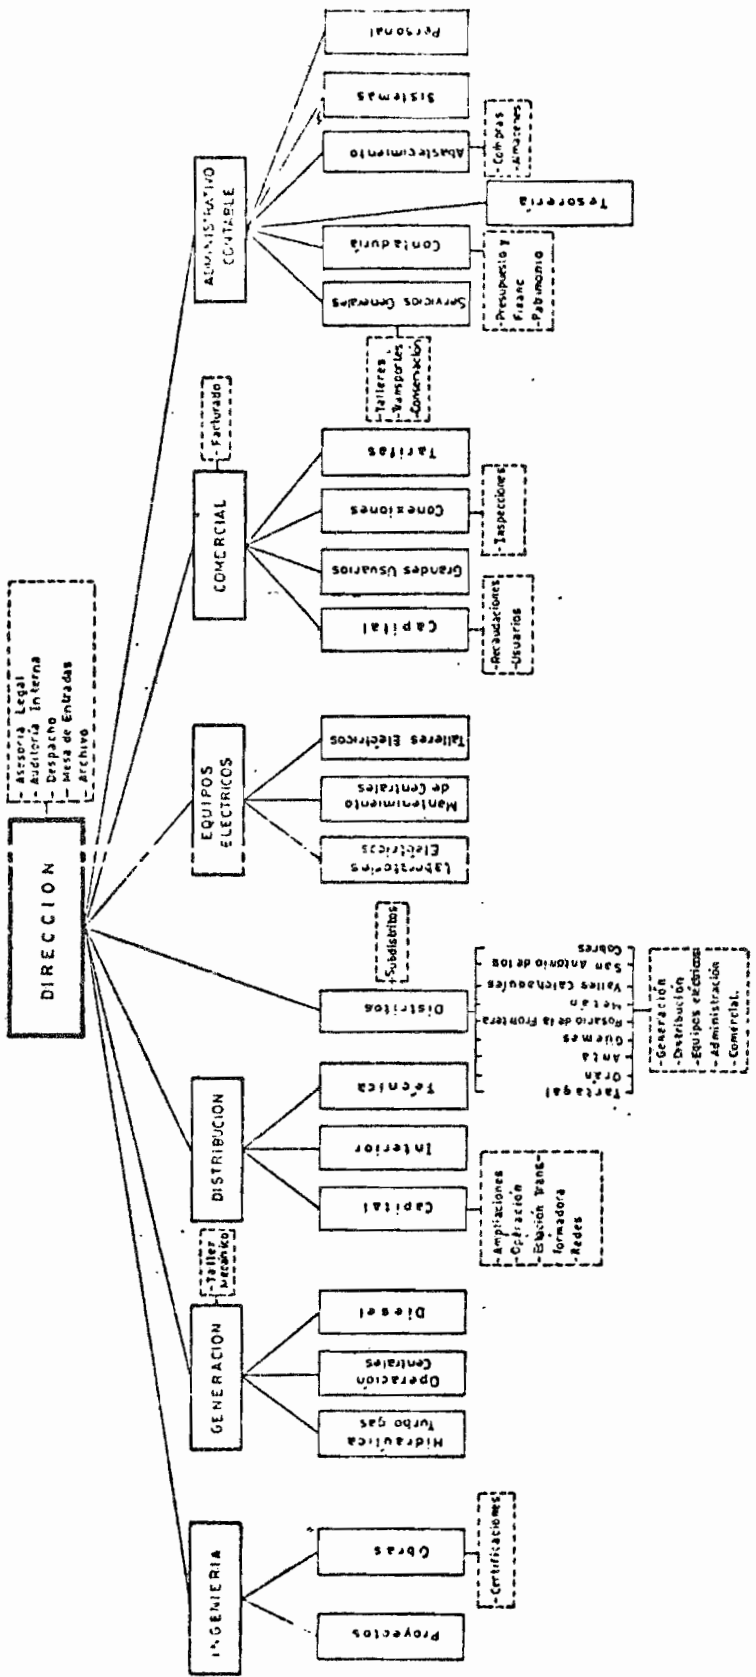 DIRECCION
- Asesoría Legal
- Auditoría Interna
- Despacho
- Mesa de Entradas
- Archivo
INGENIERIA
Proyectos
Obras
-Certificaciones
GENERACION
-Taller
Mecánico
Hidraúlica
Turbo gas
Operación
Centrales
Diesel
DISTRIBUCION
Capital
-Ampliaciones
-Operación
-Estación Trans-
formadora
-Redes
Interior
Técnica
Distritos
-Subdistritos
Tartagal
Orán
Anta
Güemes
Rosario de la Frontera
Metán
Valles Calchaquíes
San Antonio de los
Cobres
-Generación
-Distribución
-Equipos eléctricos
-Administración
-Comercial.
EQUIPOS
ELECTRICOS
Laboratorios
Eléctricos
Mantenimiento
de Centrales
Talleres Eléctricos
COMERCIAL
-Facturado
Capital
-Recaudaciones
-Usuarios
Grandes Usuarios
Conexiones
-Inspecciones
Tarifas
ADMINISTRATIVO
CONTABLE
Servicios Generales
-Talleres
-Transportes
-Conservación
Contaduría
-Presupuesto y
Financ
-Patrimonio
Tesorería
Abastecimiento
-Compras
-Almacenes
Sistemas
Personal